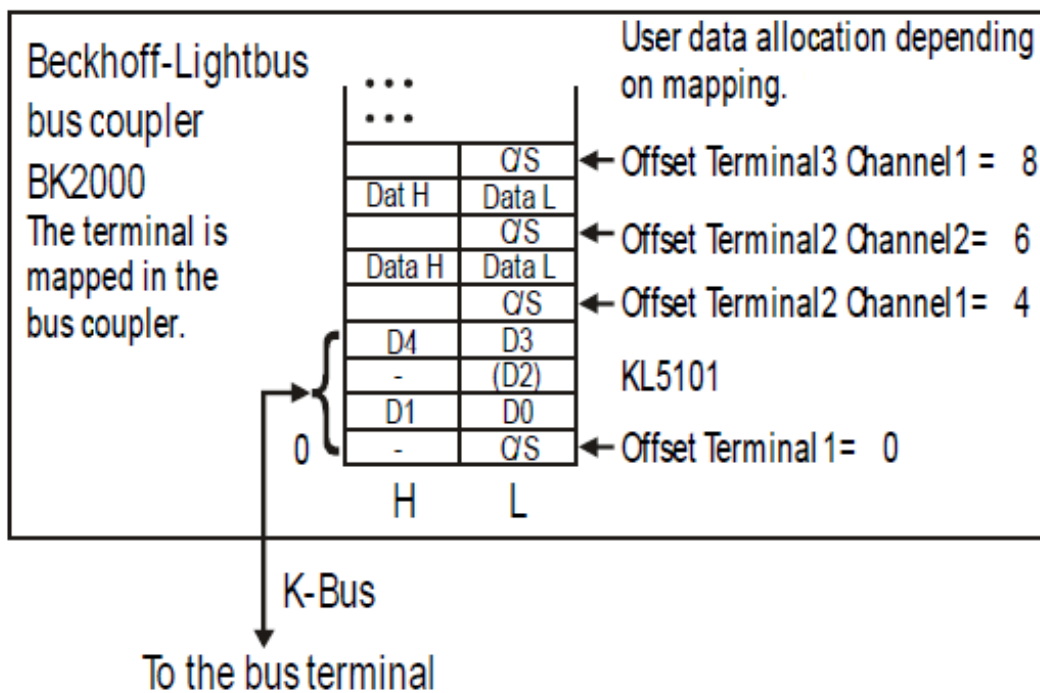 Beckhoff-Lightbus
bus coupler
BK2000
The terminal is
mapped in the
bus coupler.
User data allocation depending
on mapping.
C/S
Offset Terminal3 Channel1 = 8
Dat H Data L
C/S
Offset Terminal2 Channel2= 6
Data H Data L
C/S
Offset Terminal2 Channel1= 4
D4 D3
- (D2)
KL5101
D1 D0
0 - C/S
Offset Terminal 1= 0
H L
K-Bus
To the bus terminal